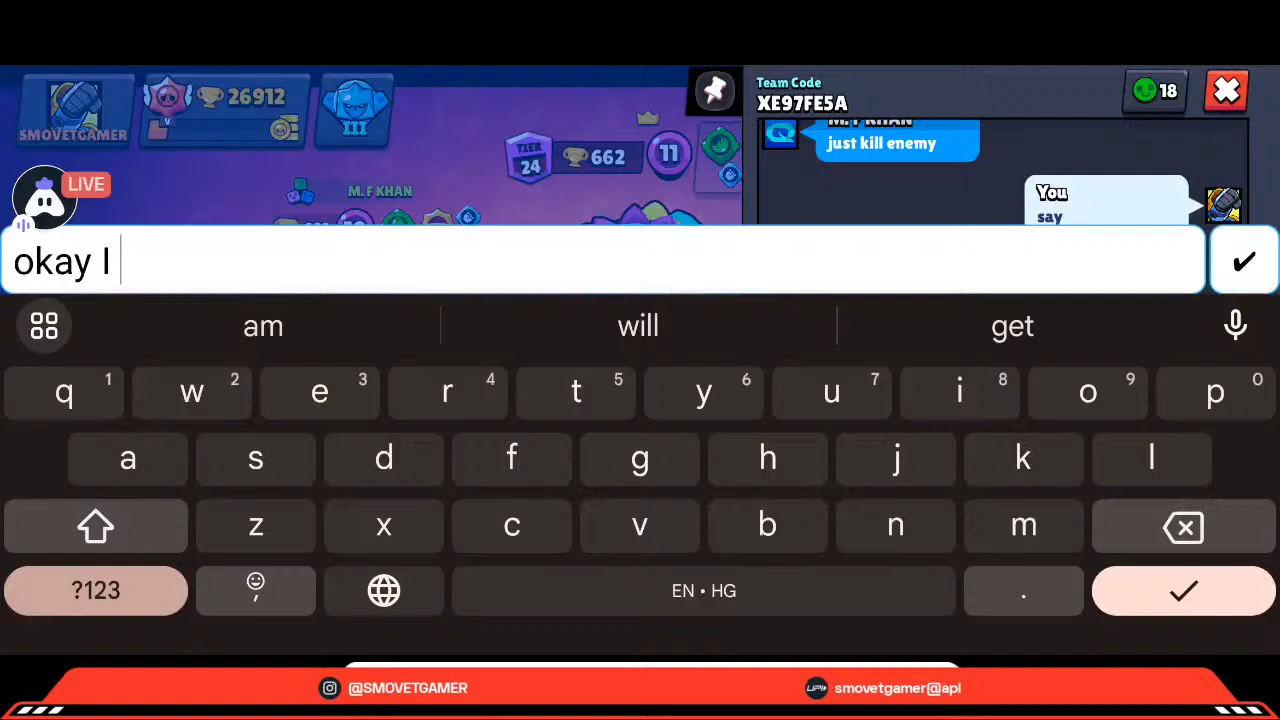 Team Code
XE97FE5A
18
26912
SMOVETGAMER
V
III
TIER
24
662
11
M. F KHAN
just kill enemy
You
say
LIVE
M. F KHAN
okay I
am will get
q 1 w 2 e 3 r 4 t 5 y 6 u 7 i 8 o 9 p 0
a s d f g h j k l
z x c v b n m
?123 , EN • HG .
@SMOVETGAMER
UPI smovetgamer@apl